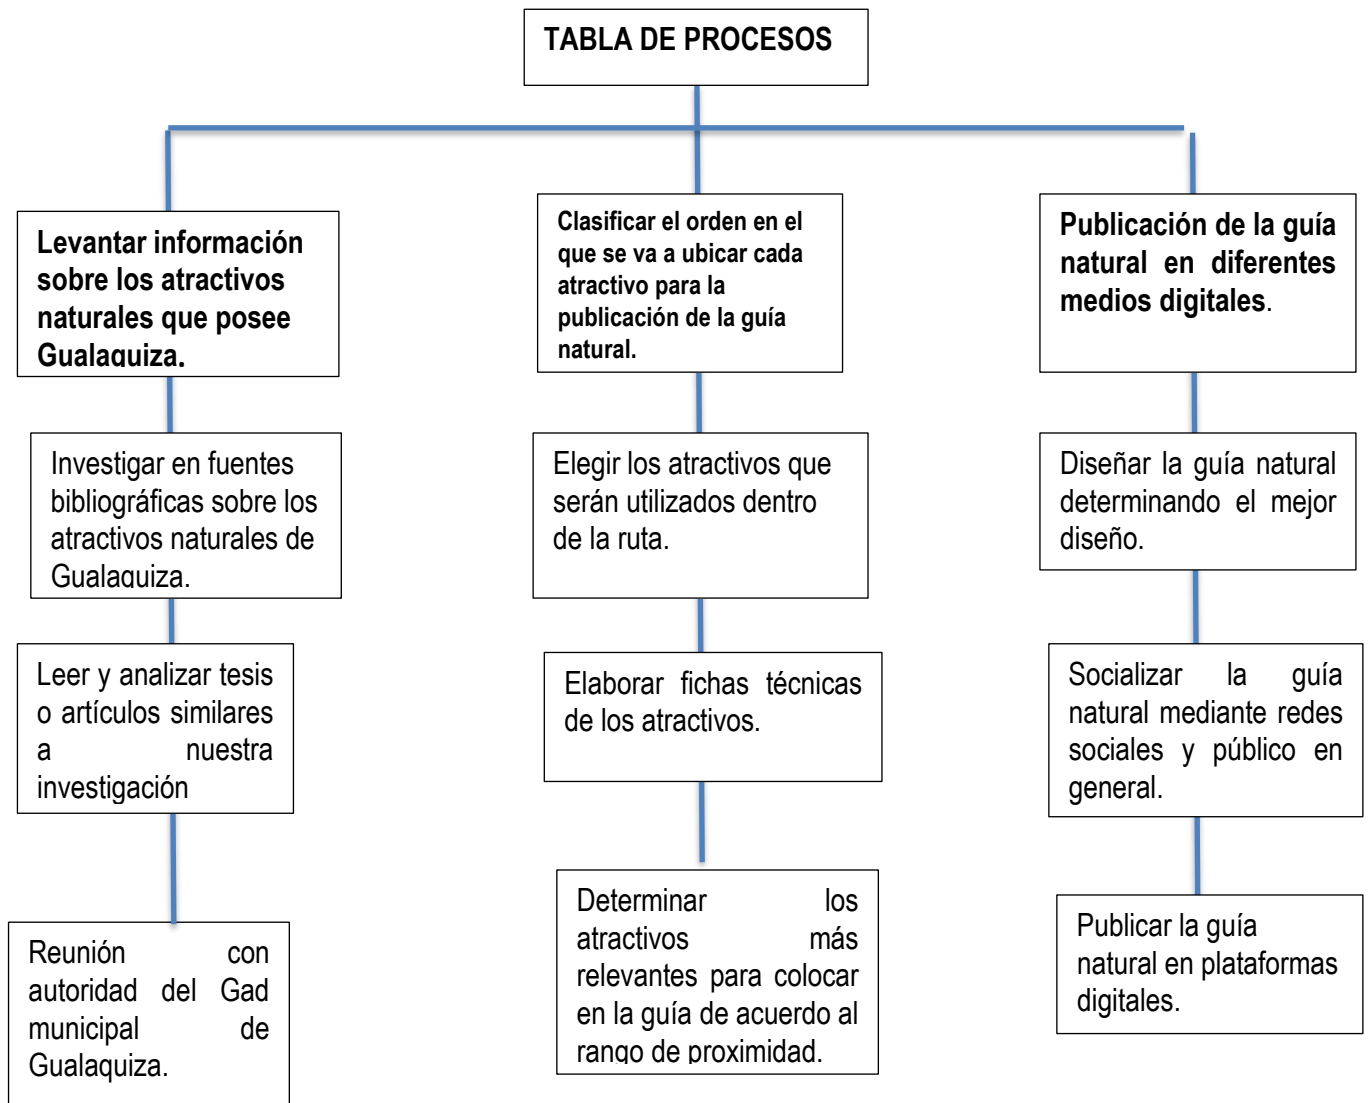 TABLA DE PROCESOS
Levantar información
sobre los atractivos
naturales que posee
Gualaquiza.
Investigar en fuentes
bibliográficas sobre los
atractivos naturales de
Gualaquiza.
Leer y analizar tesis
o artículos similares
a nuestra
investigación
Reunión con
autoridad del Gad
municipal de
Gualaquiza.
Clasificar el orden en el
que se va a ubicar cada
atractivo para la
publicación de la guía
natural.
Elegir los atractivos que
serán utilizados dentro
de la ruta.
Elaborar fichas técnicas
de los atractivos.
Determinar los
atractivos más
relevantes para colocar
en la guía de acuerdo al
rango de proximidad.
Publicación de la guía
natural en diferentes
medios digitales.
Diseñar la guía natural
determinando el mejor
diseño.
Socializar la guía
natural mediante redes
sociales y público en
general.
Publicar la guía
natural en plataformas
digitales.